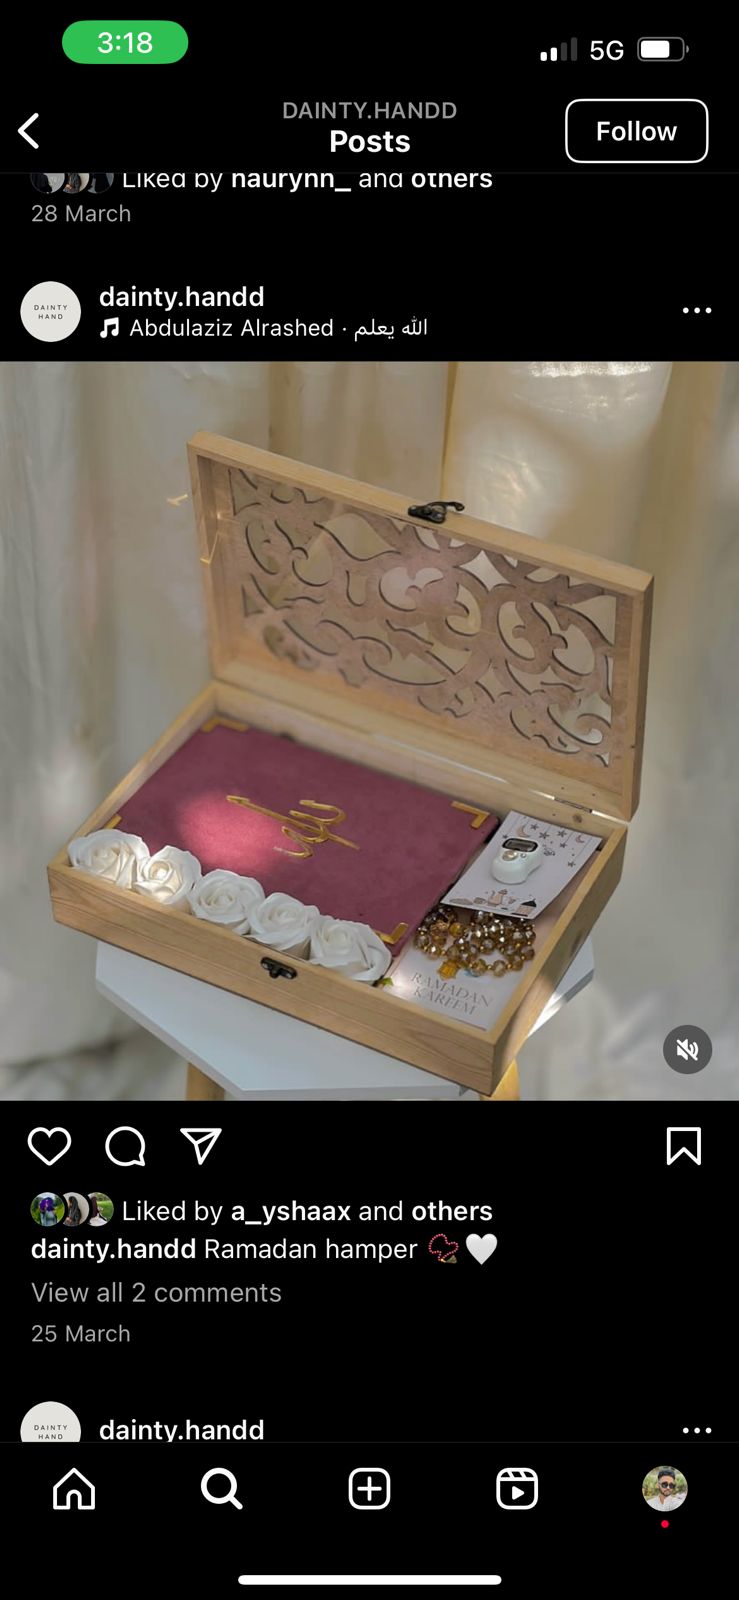 3:18
5G
DAINTY.HANDD
Posts
Follow
Liked by naurynn_ and others
28 March
DAINTY
HAND
dainty.handd
Abdulaziz Alrashed · الله يعلم
RAMADAN
KAREEM
Liked by a_yshaax and others
dainty.handd Ramadan hamper
View all 2 comments
25 March
DAINTY
HAND
dainty.handd